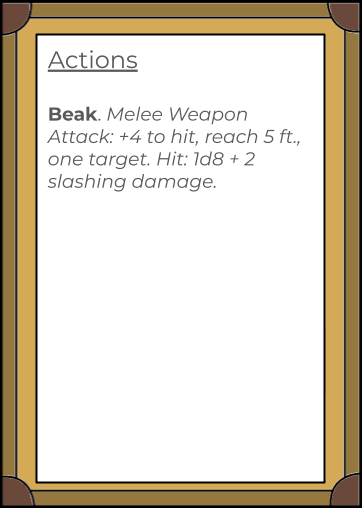 Actions
Beak. Melee Weapon
Attack: +4 to hit, reach 5 ft.,
one target. Hit: 1d8 + 2
slashing damage.